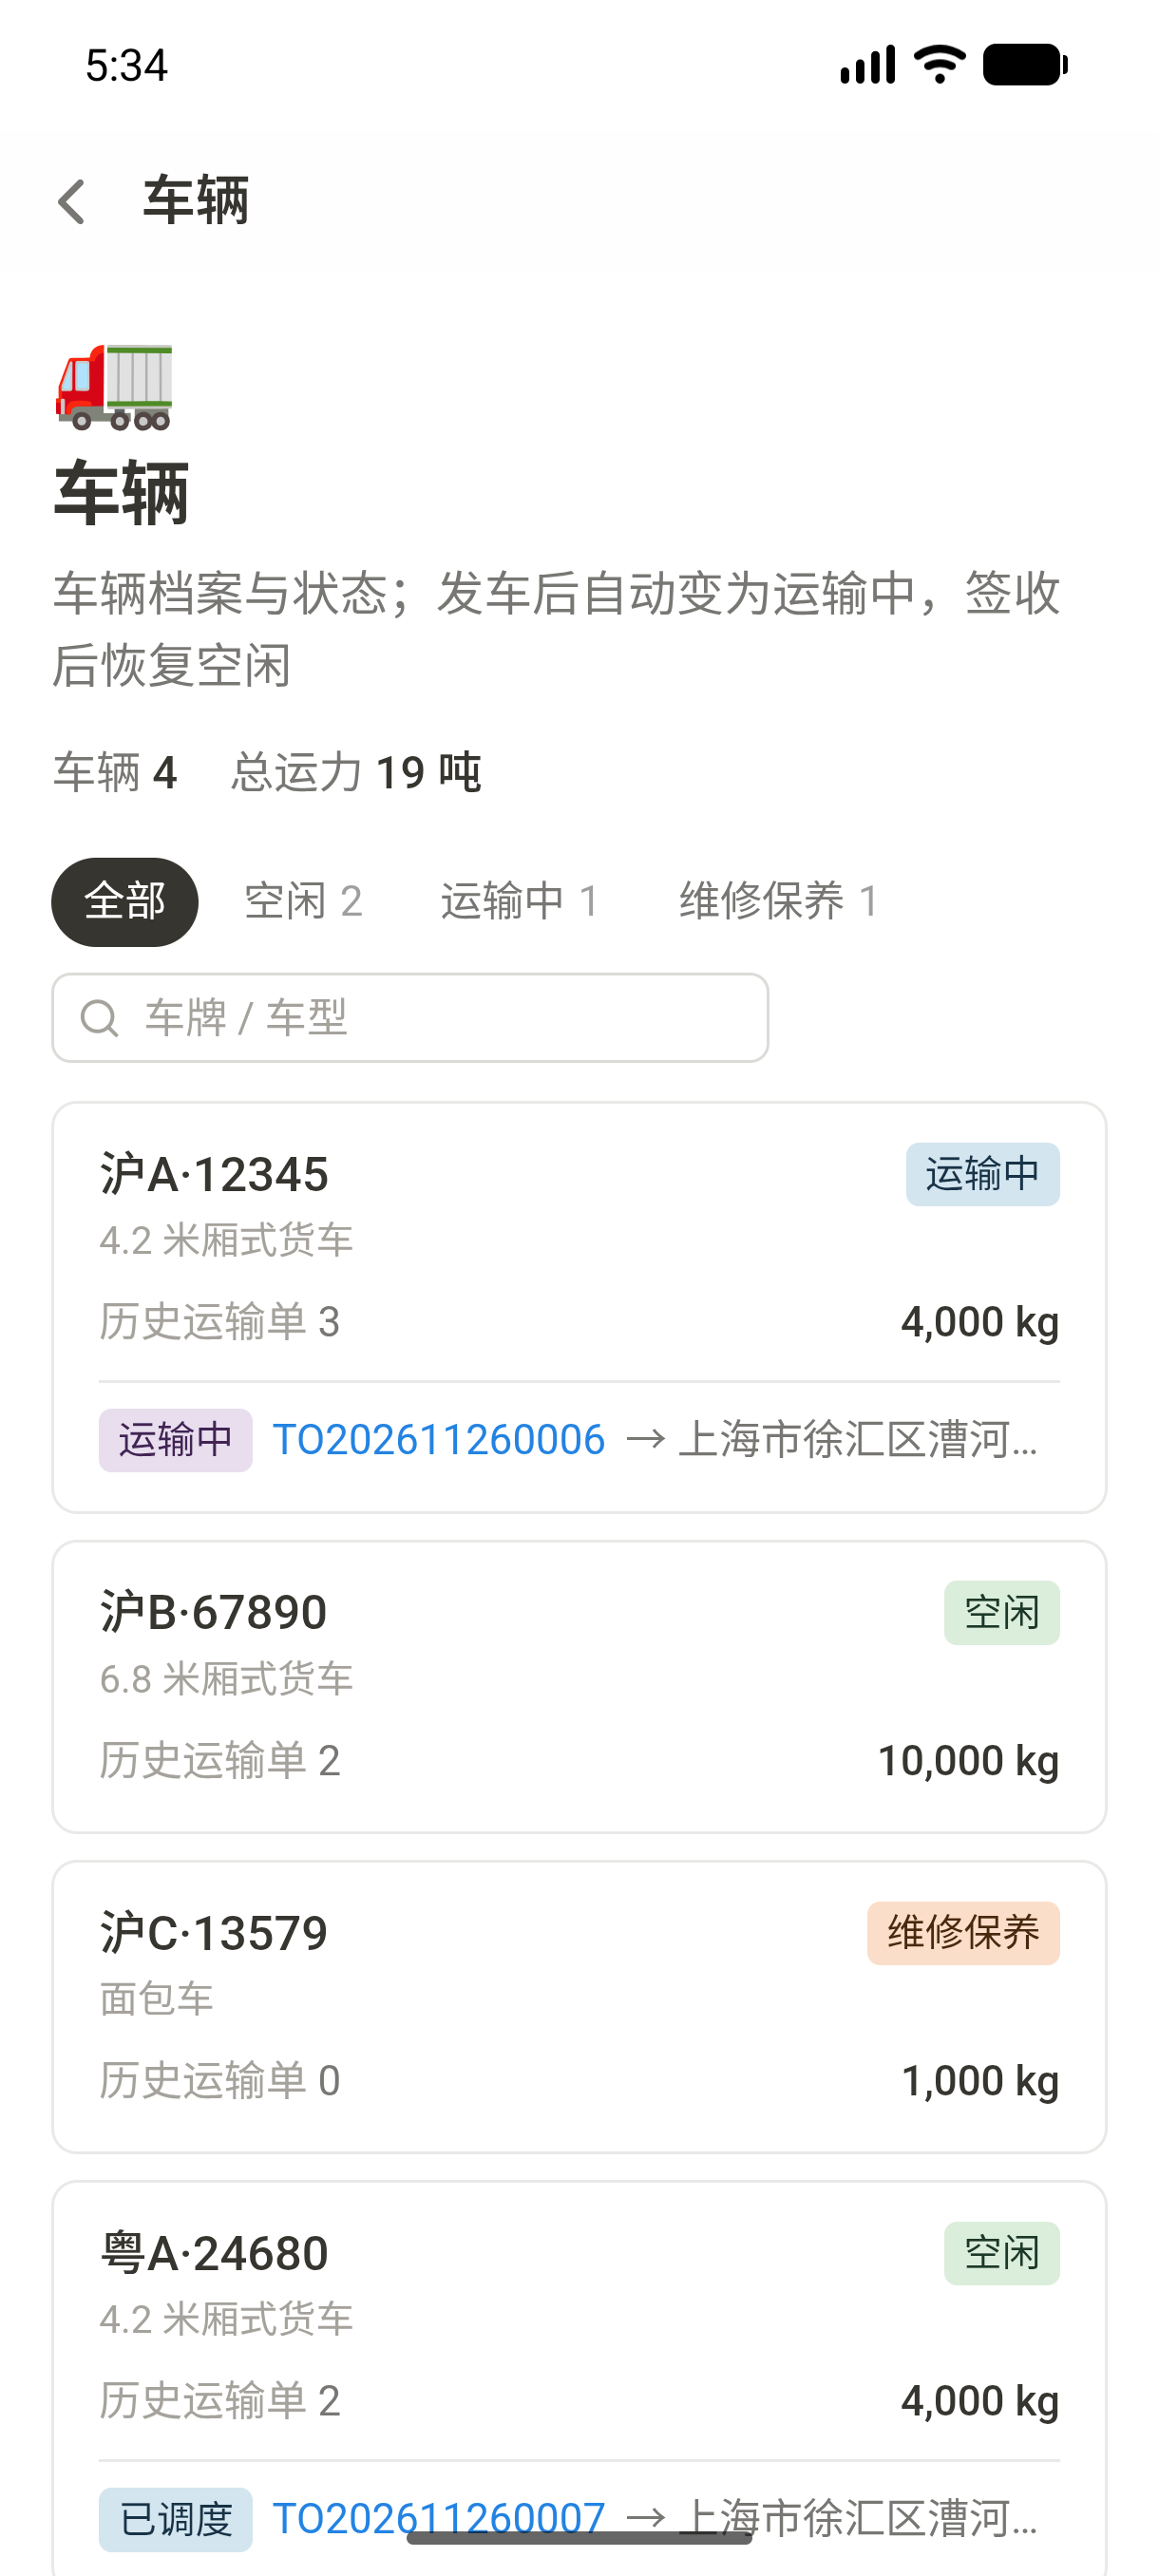 5:34
车辆
车辆
车辆档案与状态；发车后自动变为运输中，签收
后恢复空闲
车辆 4 总运力 19 吨
全部 空闲 2 运输中 1 维修保养 1
车牌 / 车型
沪A·12345 运输中
4.2 米厢式货车
历史运输单 3 4,000 kg
运输中 TO202611260006 → 上海市徐汇区漕河...
沪B·67890 空闲
6.8 米厢式货车
历史运输单 2 10,000 kg
沪C·13579 维修保养
面包车
历史运输单 0 1,000 kg
粤A·24680 空闲
4.2 米厢式货车
历史运输单 2 4,000 kg
已调度 TO202611260007 → 上海市徐汇区漕河...